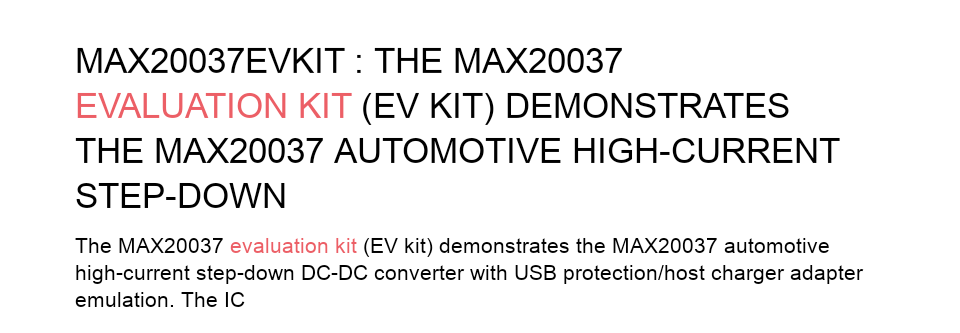 MAX20037EVKIT : THE MAX20037
EVALUATION KIT (EV KIT) DEMONSTRATES
THE MAX20037 AUTOMOTIVE HIGH-CURRENT
STEP-DOWN
The MAX20037 evaluation kit (EV kit) demonstrates the MAX20037 automotive
high-current step-down DC-DC converter with USB protection/host charger adapter
emulation. The IC